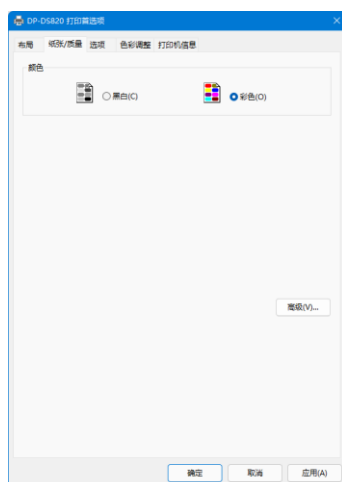 DP-DS820 打印首选项
布局 纸张/质量 选项 色彩调整 打印机信息
颜色
黑白(C) 彩色(O)
高级(V)...
确定 取消 应用(A)